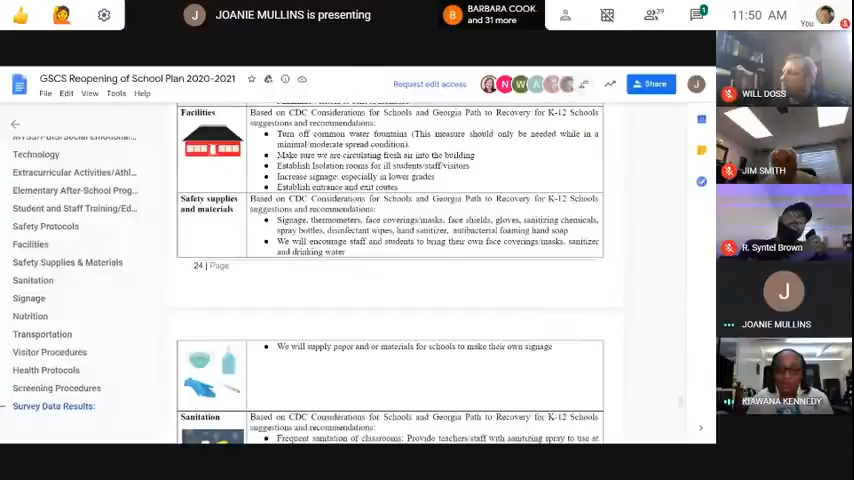 J JOANIE MULLINS is presenting
B BARBARA COOK and 31 more
39
1
11:50 AM
You
GSCS Reopening of School Plan 2020-2021
File Edit View Tools Help
Request edit access
N W A
Share
J
Technology
Extracurricular Activities/Athl...
Elementary After-School Prog...
Student and Staff Training/Ed...
Safety Protocols
Facilities
Safety Supplies & Materials
Sanitation
Signage
Nutrition
Transportation
Visitor Procedures
Health Protocols
Screening Procedures
Survey Data Results:
Facilities
Based on CDC Considerations for Schools and Georgia Path to Recovery for K-12 Schools
suggestions and recommendations:
● Turn off common water fountains (This measure should only be needed while in a
minimal/moderate spread condition).
● Make sure we are circulating fresh air into the building
● Establish Isolation rooms for ill students/staff/visitors
● Increase signage: especially in lower grades
● Establish entrance and exit routes
Safety supplies
and materials
Based on CDC Considerations for Schools and Georgia Path to Recovery for K-12 Schools
suggestions and recommendations:
● Signage, thermometers, face coverings/masks, face shields, gloves, sanitizing chemicals,
spray bottles, disinfectant wipes, hand sanitizer, antibacterial foaming hand soap
● We will encourage staff and students to bring their own face coverings/masks, sanitizer
and drinking water
24 | Page
● We will supply paper and/or materials for schools to make their own signage
Sanitation
Based on CDC Considerations for Schools and Georgia Path to Recovery for K-12 Schools
suggestions and recommendations:
● Frequent sanitation of classrooms: Provide teachers/staff with sanitizing spray to use at
WILL DOSS
JIM SMITH
R. Syntel Brown
J
JOANIE MULLINS
KIAWANA KENNEDY